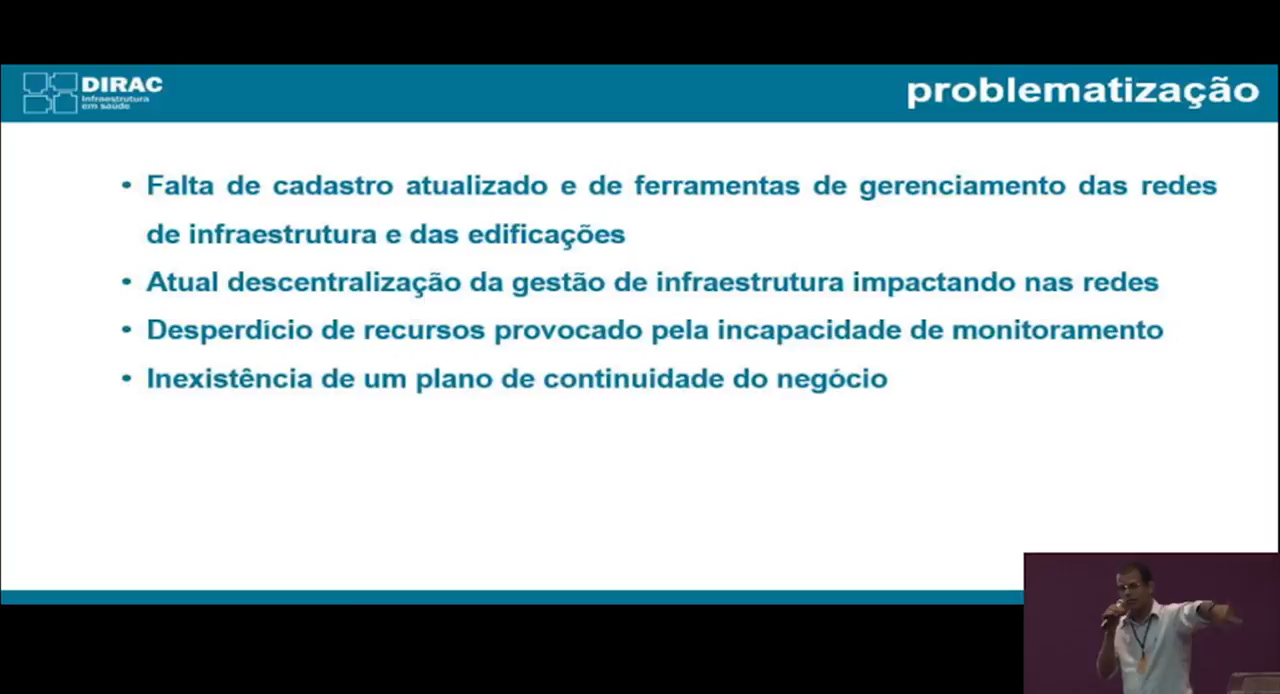 DIRAC
Infraestrutura
em saúde
problematização
• Falta de cadastro atualizado e de ferramentas de gerenciamento das redes
de infraestrutura e das edificações
• Atual descentralização da gestão de infraestrutura impactando nas redes
• Desperdício de recursos provocado pela incapacidade de monitoramento
• Inexistência de um plano de continuidade do negócio